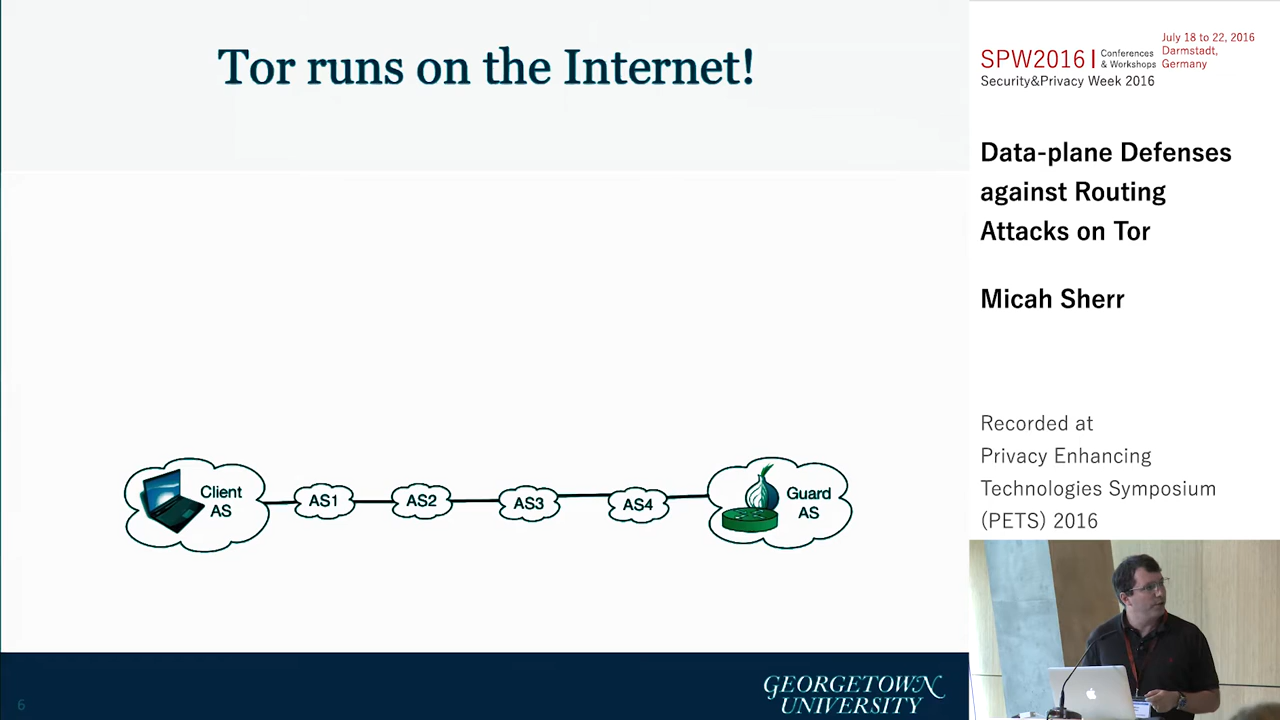 Tor runs on the Internet!
Client
AS
AS1
AS2
AS3
AS4
Guard
AS
6
GEORGETOWN
UNIVERSITY
SPW2016
Conferences
& Workshops
July 18 to 22, 2016
Darmstadt,
Germany
Security&Privacy Week 2016
Data-plane Defenses
against Routing
Attacks on Tor
Micah Sherr
Recorded at
Privacy Enhancing
Technologies Symposium
(PETS) 2016